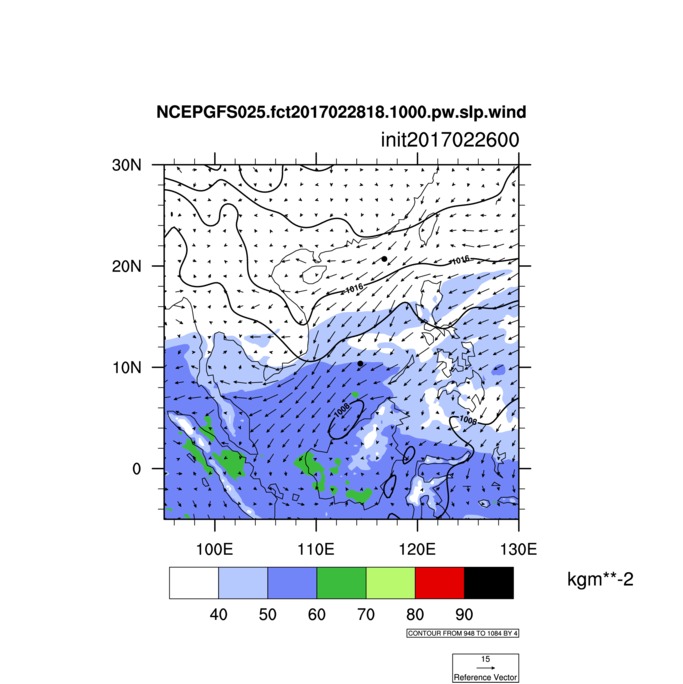 NCEPGFS025.fct2017022818.1000.pw.slp.wind
init2017022600
30N
20N
10N
0
1016
1016
1008
1008
100E 110E 120E 130E
kgm**-2
40 50 60 70 80 90
CONTOUR FROM 948 TO 1084 BY 4
15
Reference Vector